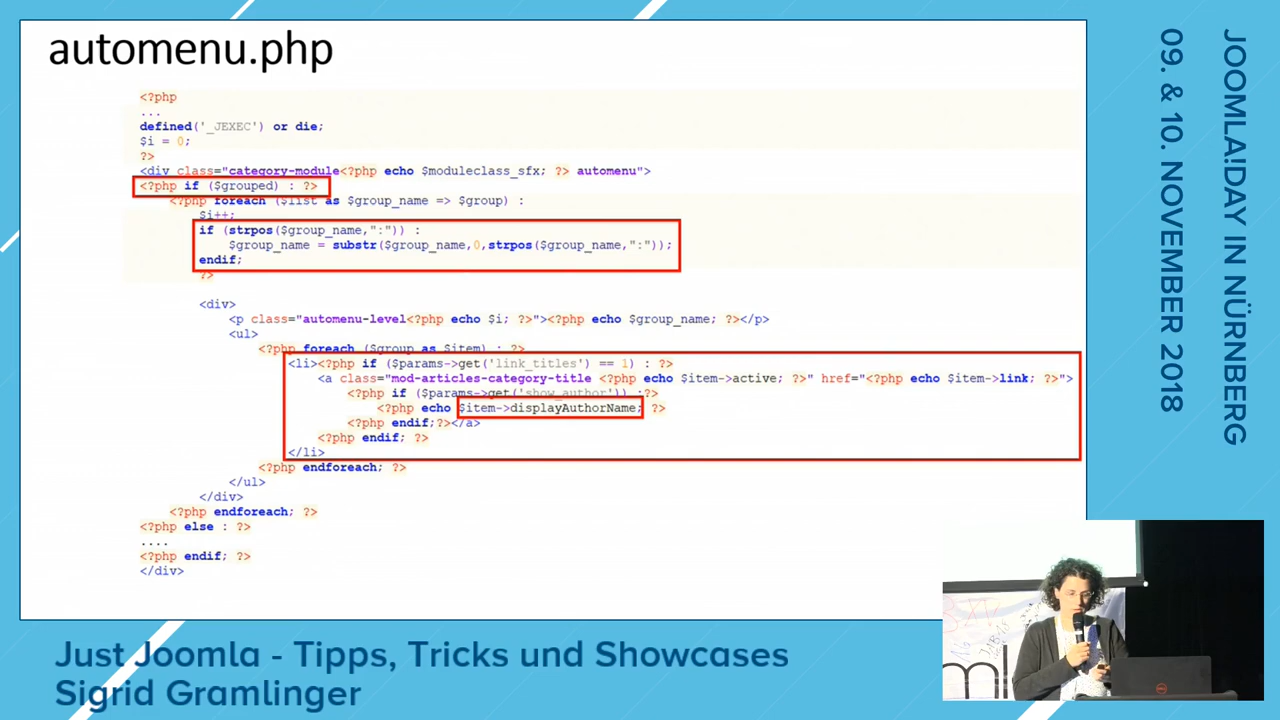 automenu.php
<?php
...
defined('_JEXEC') or die;
$i = 0;
?>
<div class="category-module<?php echo $moduleclass_sfx; ?> automenu">
<?php if ($grouped) : ?>
<?php foreach ($list as $group_name => $group) :
$i++;
if (strpos($group_name,":")) :
$group_name = substr($group_name,0,strpos($group_name,":"));
endif;
?>
<div>
<p class="automenu-level<?php echo $i; ?>"><?php echo $group_name; ?></p>
<ul>
<?php foreach ($group as $item) : ?>
<li><?php if ($params->get('link_titles') == 1) : ?>
<a class="mod-articles-category-title <?php echo $item->active; ?>" href="<?php echo $item->link; ?>">
<?php if ($params->get('show_author')) : ?>
<?php echo $item->displayAuthorName; ?>
<?php endif;?></a>
<?php endif; ?>
</li>
<?php endforeach; ?>
</ul>
</div>
<?php endforeach; ?>
<?php else : ?>
....
<?php endif; ?>
</div>
JOOMLA!DAY IN NÜRNBERG
09. & 10. NOVEMBER 2018
Just Joomla - Tipps, Tricks und Showcases
Sigrid Gramlinger